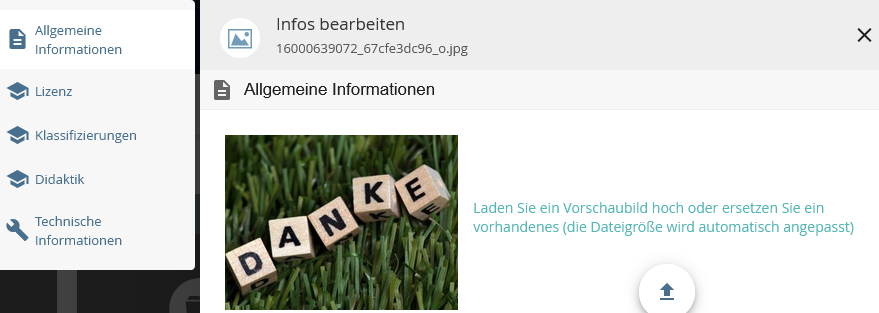 Allgemeine
Informationen
Lizenz
Klassifizierungen
Didaktik
Technische
Informationen
Infos bearbeiten
16000639072_67cfe3dc96_o.jpg
Allgemeine Informationen
DANKE
Laden Sie ein Vorschaubild hoch oder ersetzen Sie ein
vorhandenes (die Dateigröße wird automatisch angepasst)